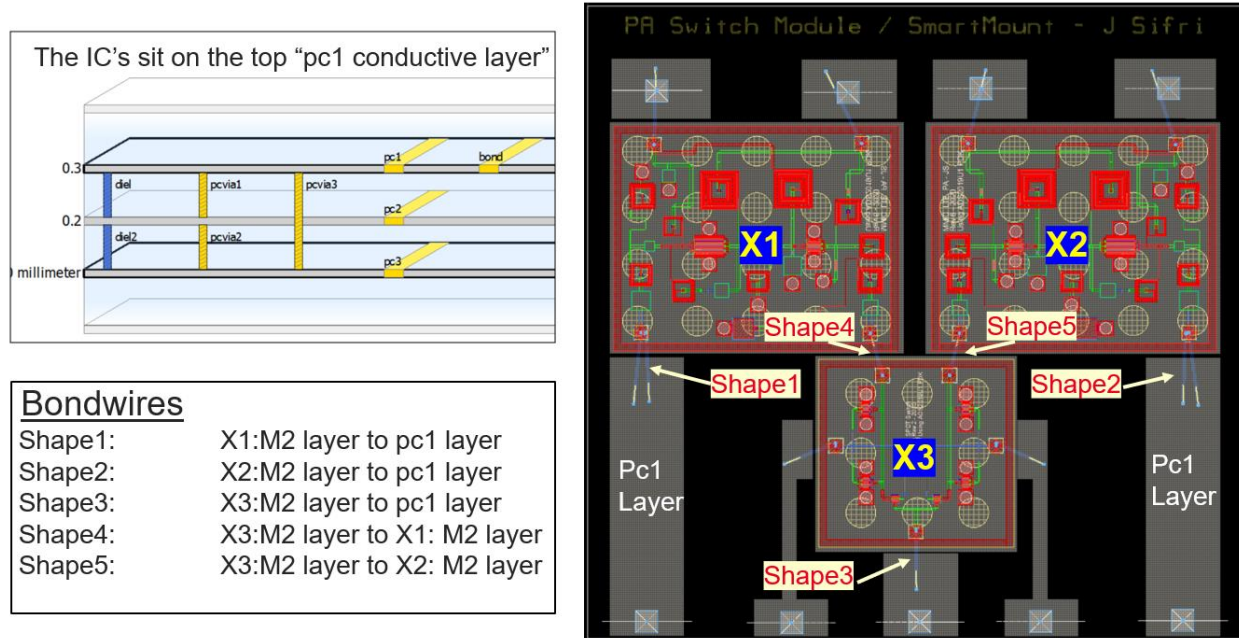 The IC's sit on the top “pc1 conductive layer”
0.3
pc1
bond
diel
pcvia1
pcvia3
0.2
pc2
diel2
pcvia2
millimeter
pc3
Bondwires
Shape1: X1:M2 layer to pc1 layer
Shape2: X2:M2 layer to pc1 layer
Shape3: X3:M2 layer to pc1 layer
Shape4: X3:M2 layer to X1: M2 layer
Shape5: X3:M2 layer to X2: M2 layer
PA Switch Module / SmartMount - J Sifri
X1
X2
Shape4
Shape5
Shape1
Shape2
X3
Pc1
Layer
Pc1
Layer
Shape3